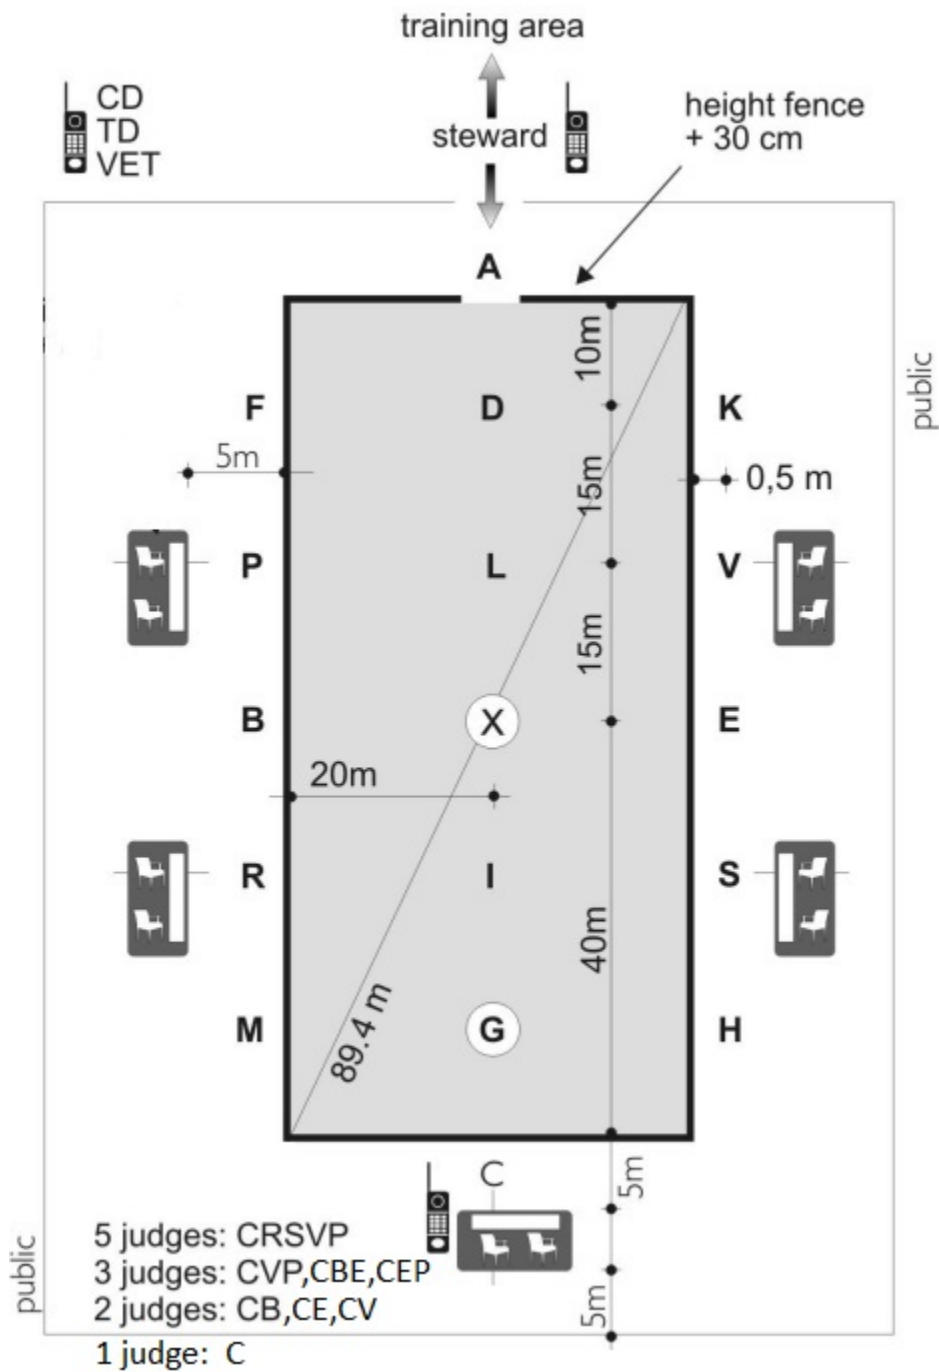 training area
CD
TD
VET
steward
height fence
+ 30 cm
A
10m
public
F
D
K
5m
15m
0,5 m
P
L
V
15m
B
X
E
20m
R
I
S
40m
M
89.4 m
G
H
C
5m
public
5 judges: CRSVP
3 judges: CVP,CBE,CEP
2 judges: CB,CE,CV
5m
1 judge: C